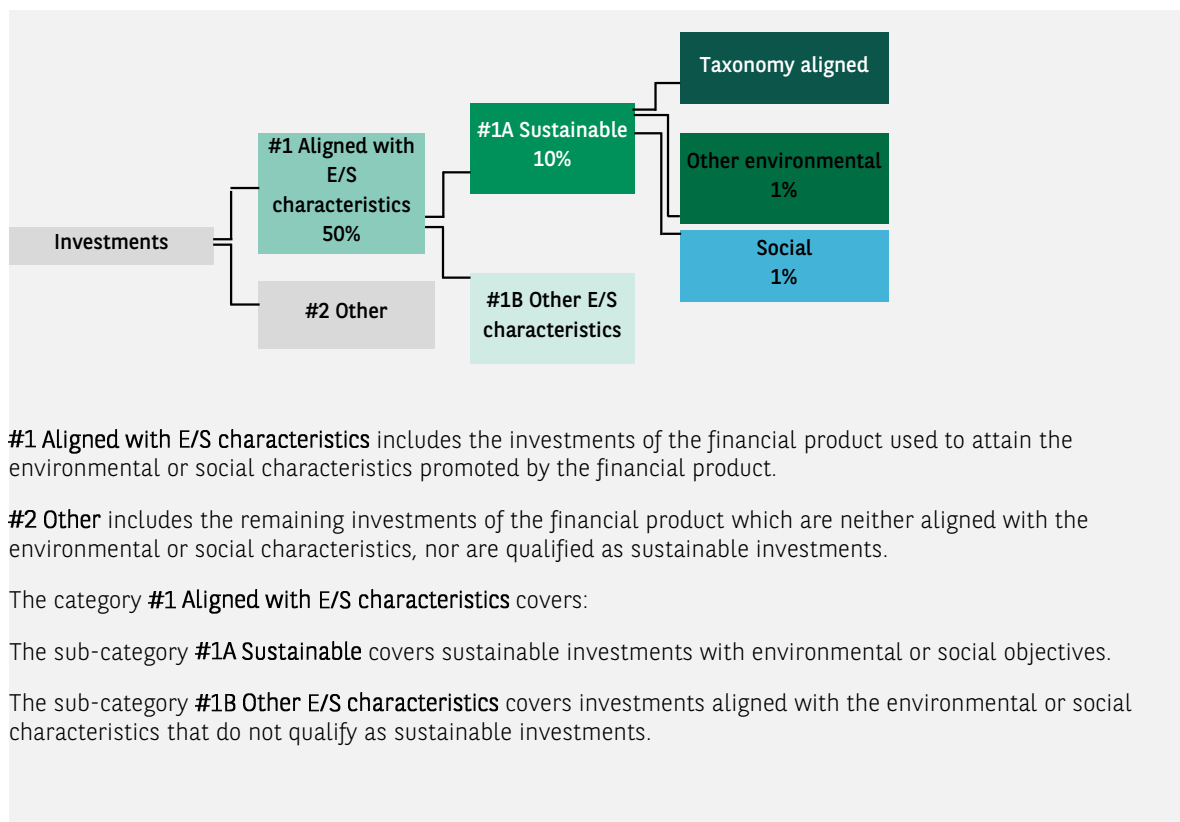 Taxonomy aligned
#1A Sustainable
10%
#1 Aligned with
E/S
characteristics
50%
Other environmental
1%
Investments
Social
1%
#2 Other
#1B Other E/S
characteristics
#1 Aligned with E/S characteristics includes the investments of the financial product used to attain the
environmental or social characteristics promoted by the financial product.
#2 Other includes the remaining investments of the financial product which are neither aligned with the
environmental or social characteristics, nor are qualified as sustainable investments.
The category #1 Aligned with E/S characteristics covers:
The sub-category #1A Sustainable covers sustainable investments with environmental or social objectives.
The sub-category #1B Other E/S characteristics covers investments aligned with the environmental or social
characteristics that do not qualify as sustainable investments.